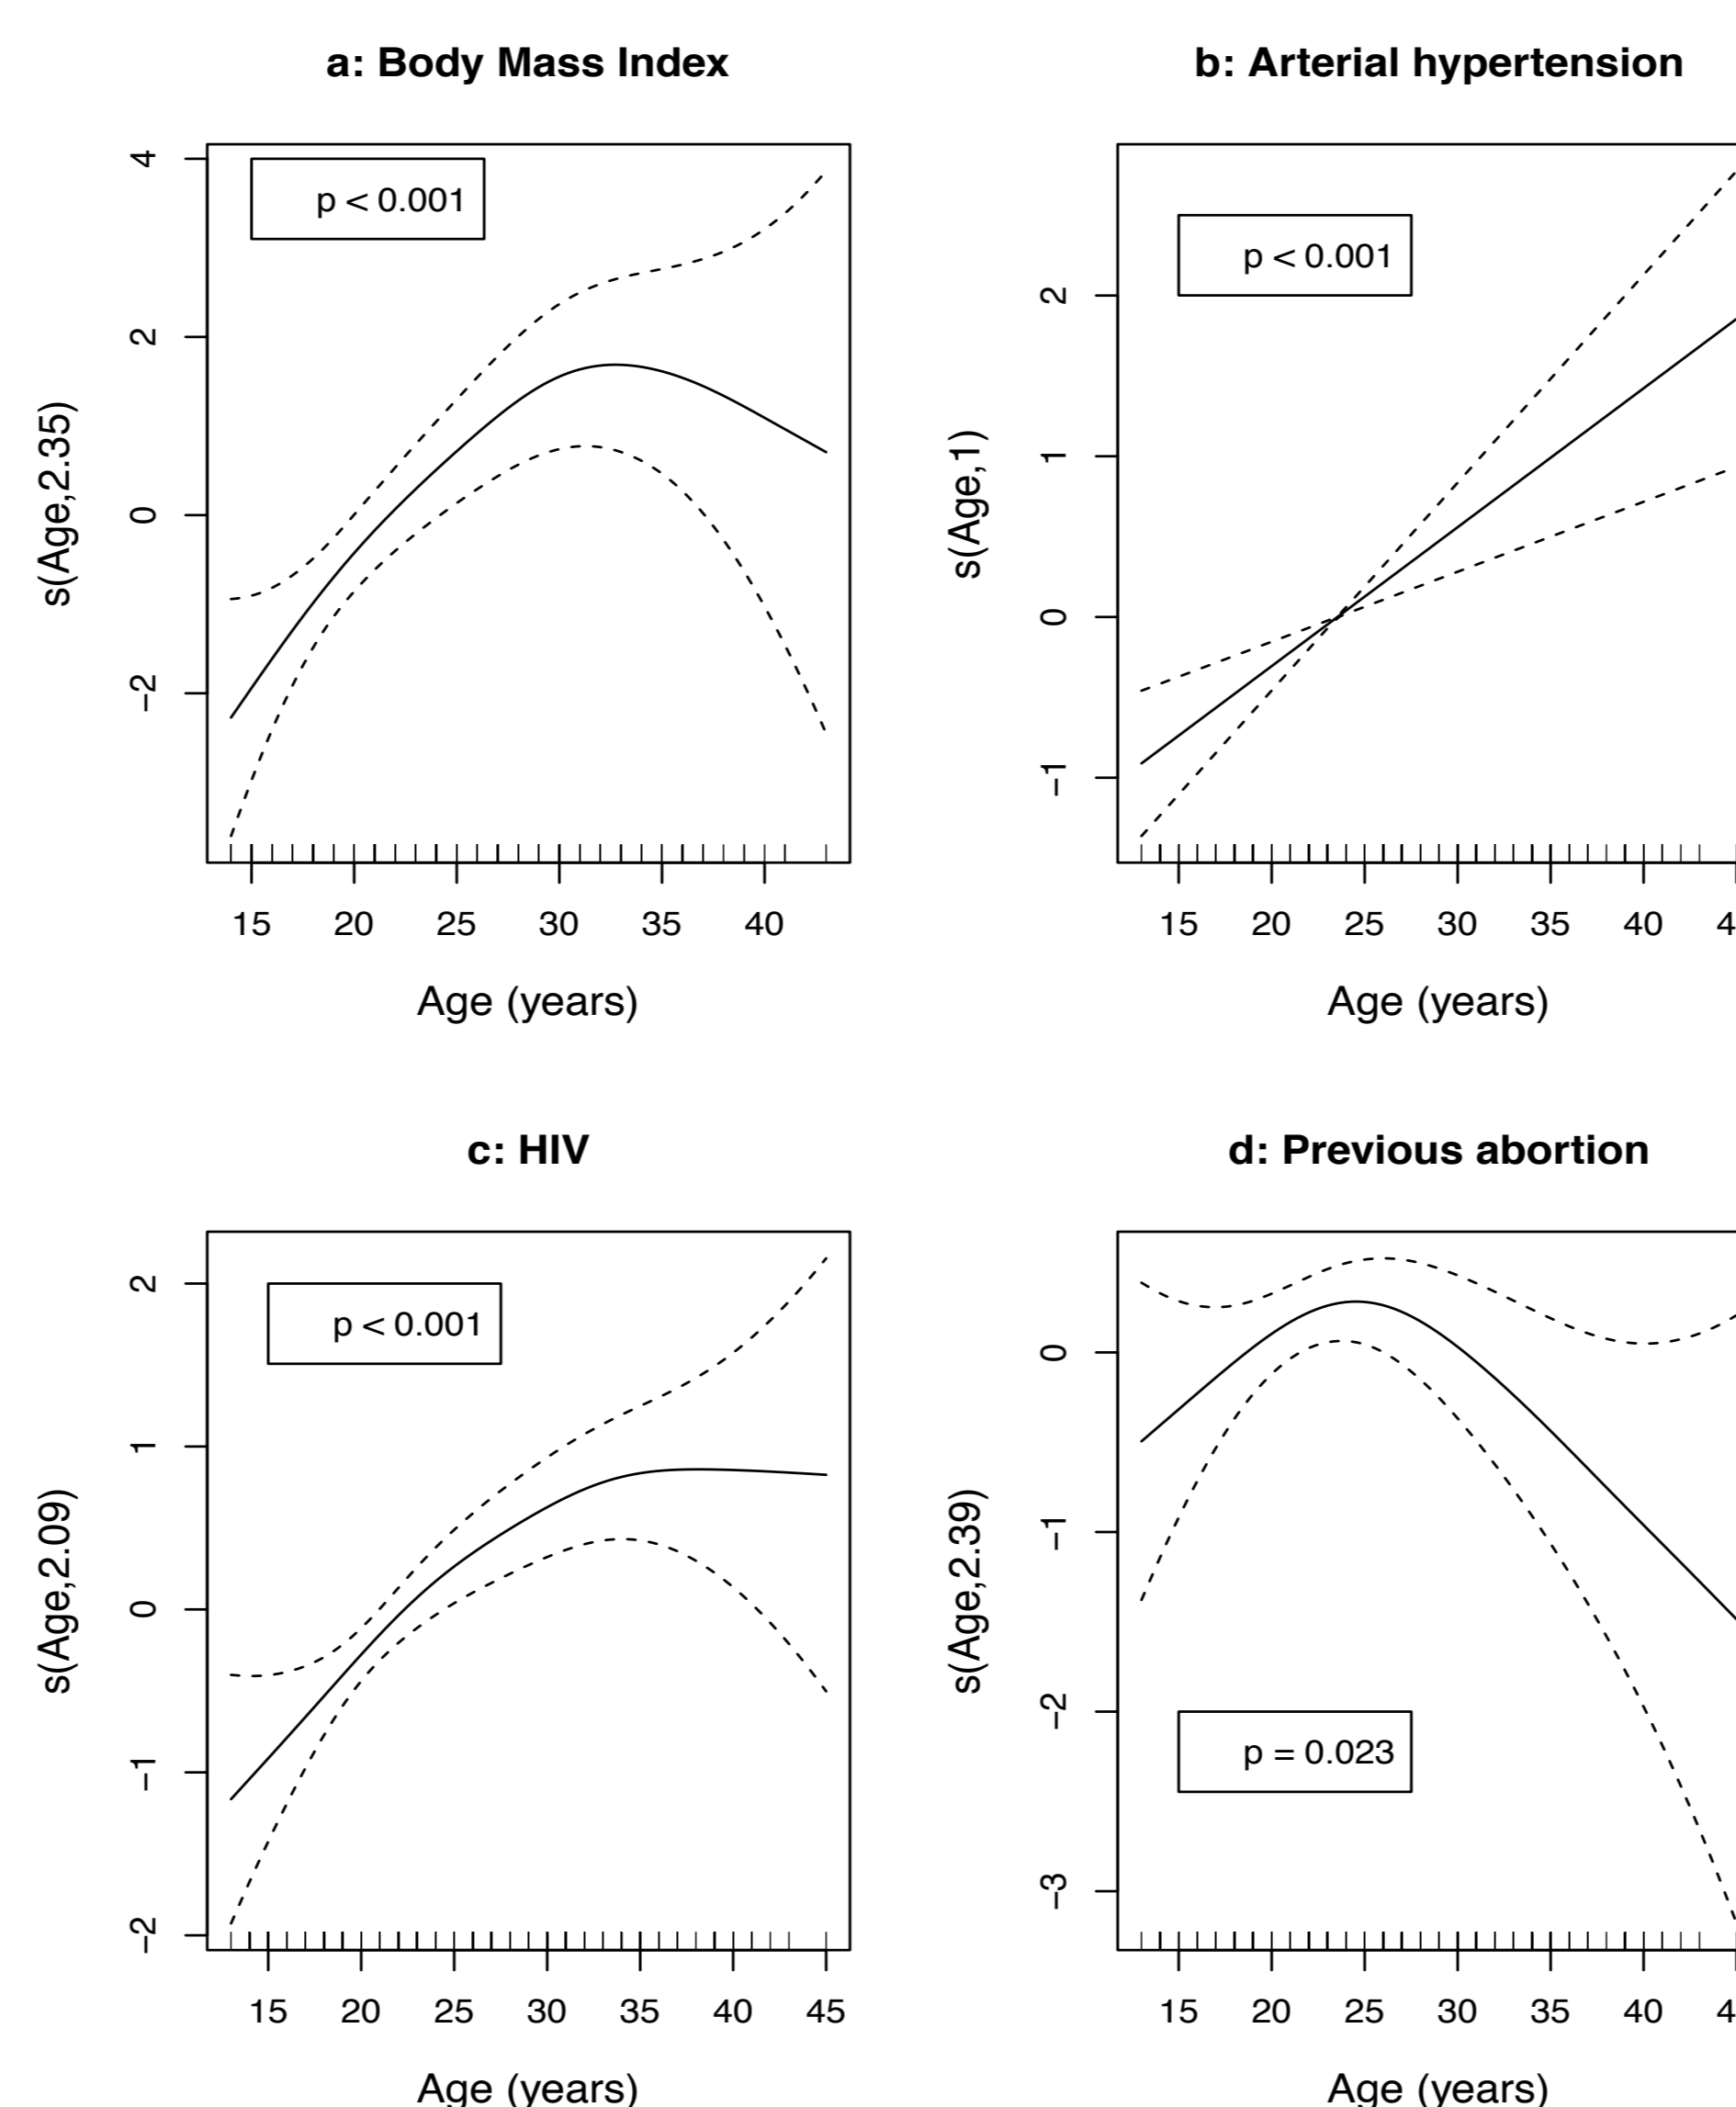 a: Body Mass Index
s(Age,2.35)
4
2
0
−2
p < 0.001
15 20 25 30 35 40
Age (years)
b: Arterial hypertension
s(Age,1)
2
1
0
−1
p < 0.001
15 20 25 30 35 40 4
Age (years)
c: HIV
s(Age,2.09)
2
1
0
−1
−2
p < 0.001
15 20 25 30 35 40 45
Age (years)
d: Previous abortion
s(Age,2.39)
0
−1
−2
−3
p = 0.023
15 20 25 30 35 40 4
Age (years)